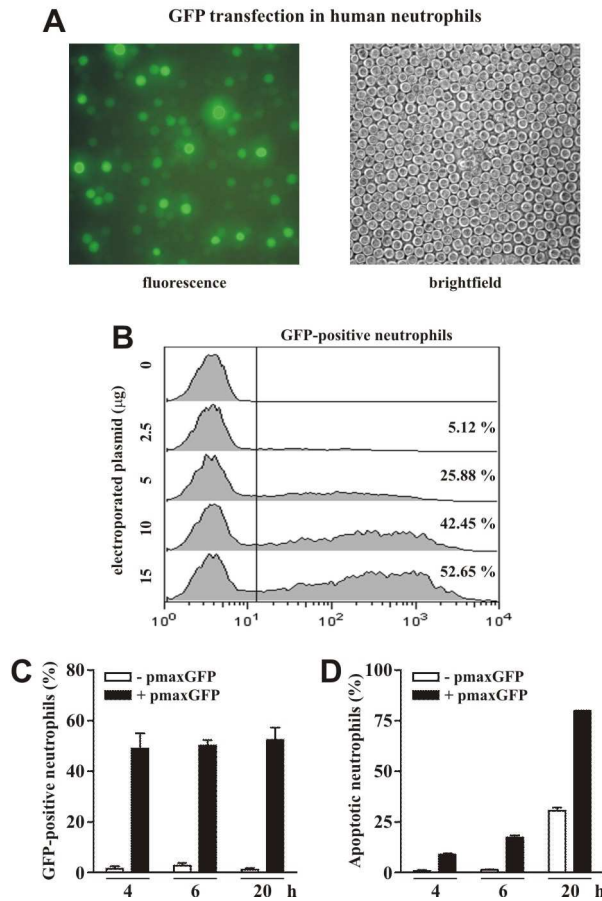 GFP transfection in human neutrophils
A
fluorescence
brightfield
B
GFP-positive neutrophils
electroporated plasmid (µg)
0
2.5
5.12 %
5
25.88 %
10
42.45 %
15
52.65 %
10⁰ 10¹ 10² 10³ 10⁴
C
GFP-positive neutrophils (%)
80
60
40
20
0
- pmaxGFP
+ pmaxGFP
4 6 20 h
D
Apoptotic neutrophils (%)
100
75
50
25
0
- pmaxGFP
+ pmaxGFP
4 6 20 h